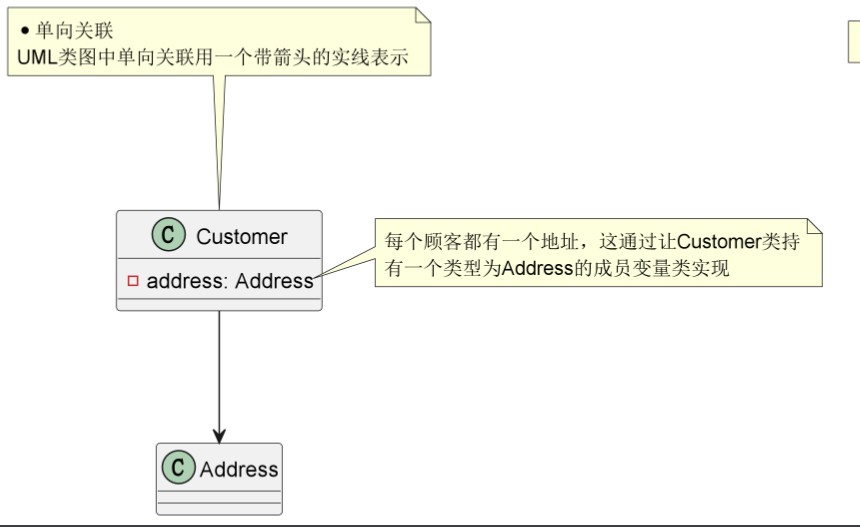 ● 单向关联
UML类图中单向关联用一个带箭头的实线表示
C Customer
address: Address
每个顾客都有一个地址，这通过让Customer类持
有一个类型为Address的成员变量类实现
C Address